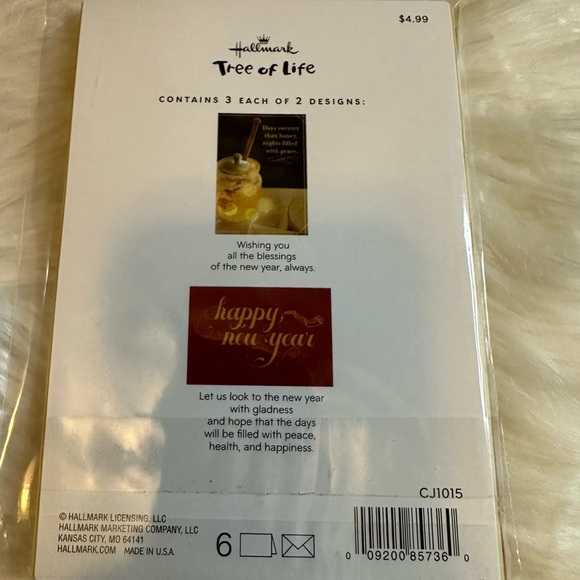 $4.99
Hallmark
Tree of Life
CONTAINS 3 EACH OF 2 DESIGNS:
Days sweeter
than honey,
nights filled
with peace.
Wishing you
all the blessings
of the new year, always.
happy
new year
Let us look to the new year
with gladness
and hope that the days
will be filled with peace,
health, and happiness.
CJ1015
© HALLMARK LICENSING, LLC
HALLMARK MARKETING COMPANY, LLC
KANSAS CITY, MO 64141
HALLMARK.COM MADE IN U.S.A.
6
0 09200 85736 0